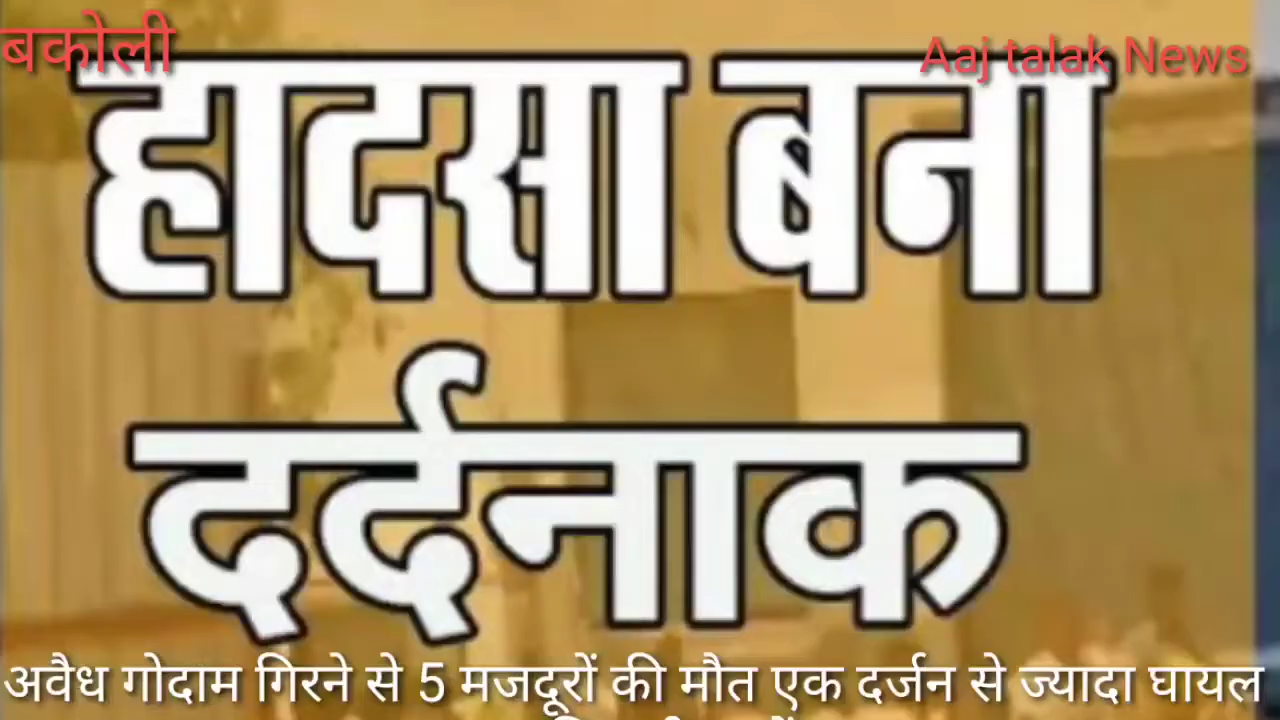 बकोली
Aaj talak News
हादसा बना
दर्दनाक
अवैध गोदाम गिरने से 5 मजदूरों की मौत एक दर्जन से ज्यादा घायल